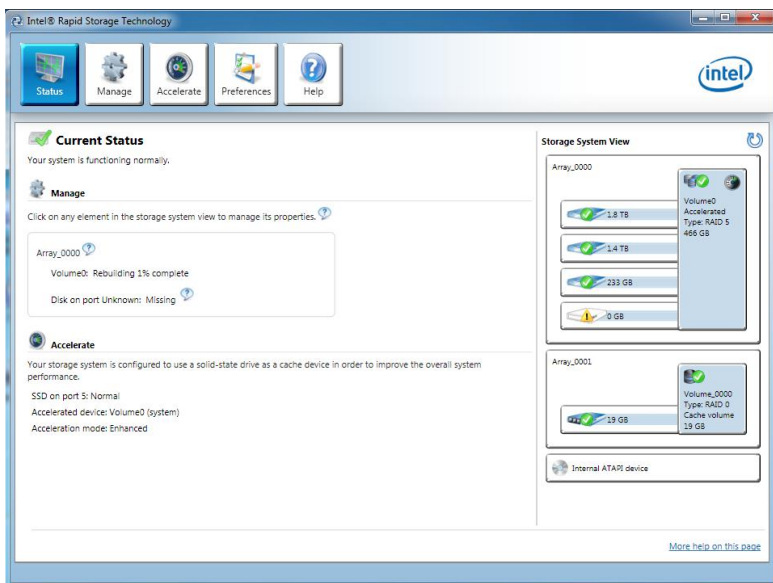 Intel® Rapid Storage Technology
Status
Manage
Accelerate
Preferences
Help
intel
Current Status
Your system is functioning normally.
Manage
Click on any element in the storage system view to manage its properties.
Array_0000
Volume0: Rebuilding 1% complete
Disk on port Unknown: Missing
Accelerate
Your storage system is configured to use a solid-state drive as a cache device in order to improve the overall system
performance.
SSD on port 5: Normal
Accelerated device: Volume0 (system)
Acceleration mode: Enhanced
Storage System View
Array_0000
1.8 TB
1.4 TB
233 GB
0 GB
Volume0
Accelerated
Type: RAID 5
466 GB
Array_0001
19 GB
Volume_0000
Type: RAID 0
Cache volume
19 GB
Internal ATAPI device
More help on this page